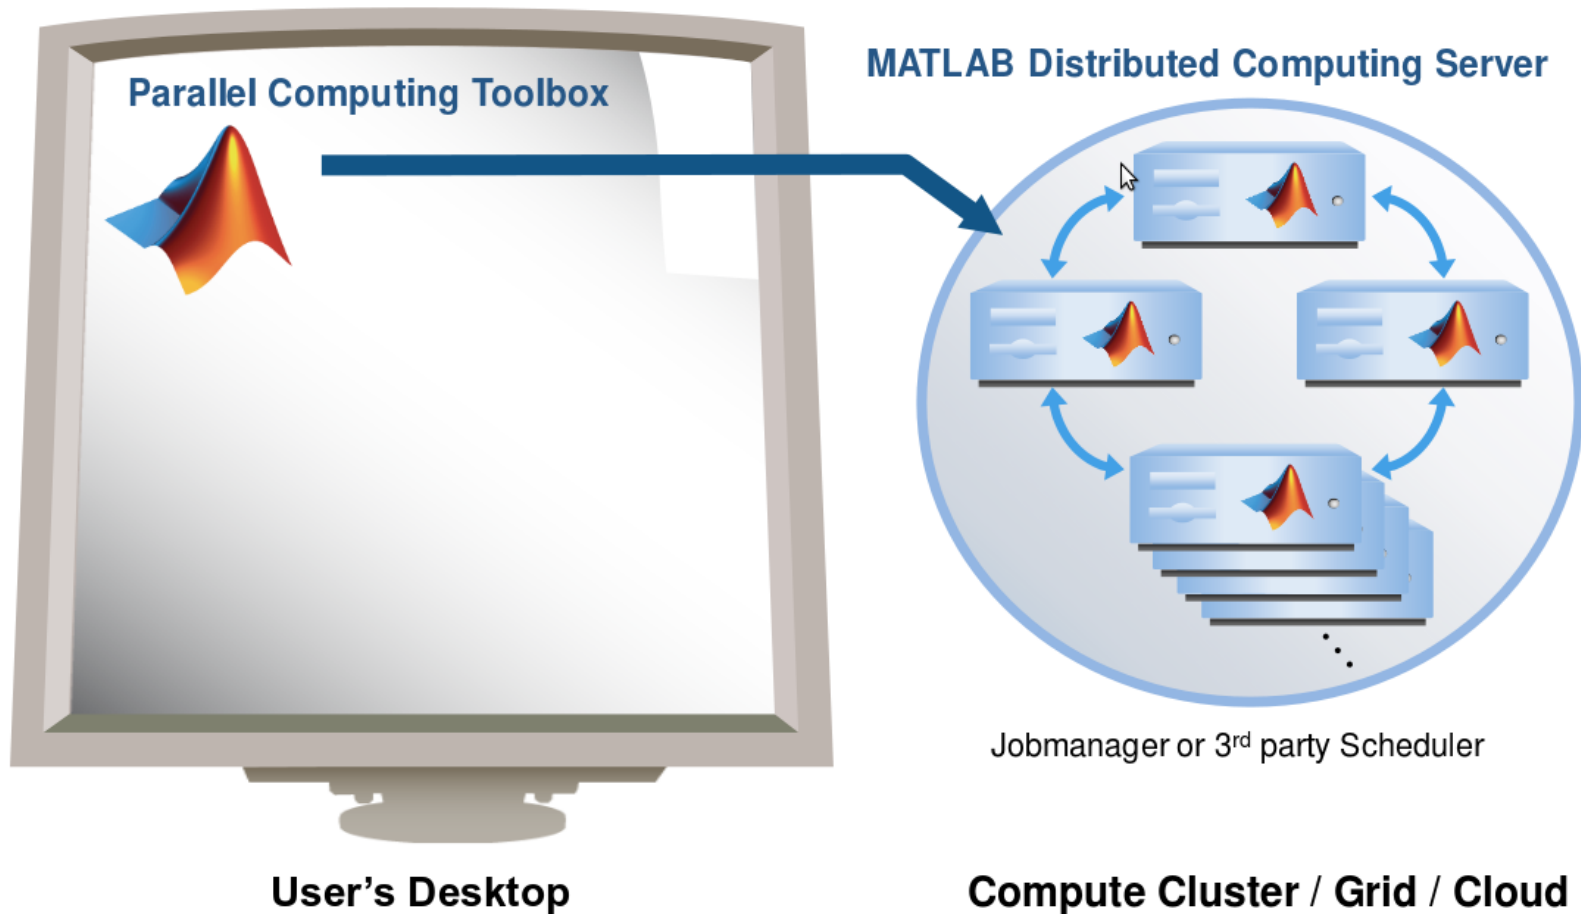 Parallel Computing Toolbox
MATLAB Distributed Computing Server
Jobmanager or 3rd party Scheduler
User’s Desktop
Compute Cluster / Grid / Cloud